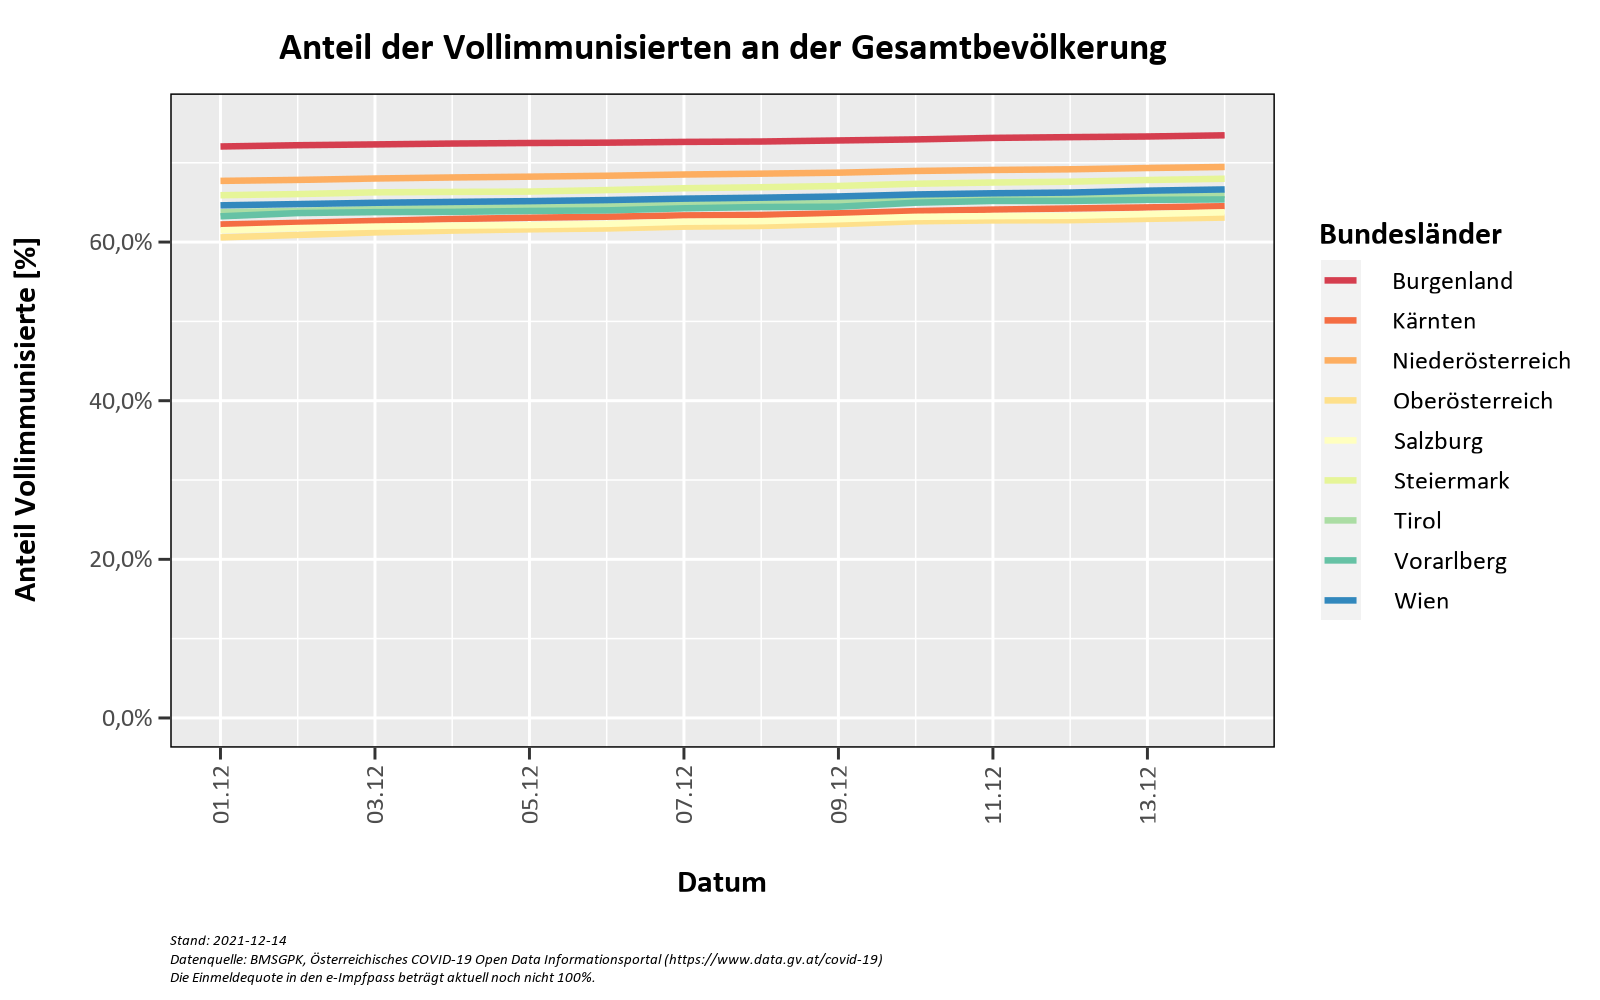 Anteil der Vollimmunisierten an der Gesamtbevölkerung
Anteil Vollimmunisierte [%]
60,0%
40,0%
20,0%
0,0%
01.12
03.12
05.12
07.12
09.12
11.12
13.12
Datum
Bundesländer
Burgenland
Kärnten
Niederösterreich
Oberösterreich
Salzburg
Steiermark
Tirol
Vorarlberg
Wien
Stand: 2021-12-14
Datenquelle: BMSGPK, Österreichisches COVID-19 Open Data Informationsportal (https://www.data.gv.at/covid-19)
Die Einmeldequote in den e-Impfpass beträgt aktuell noch nicht 100%.